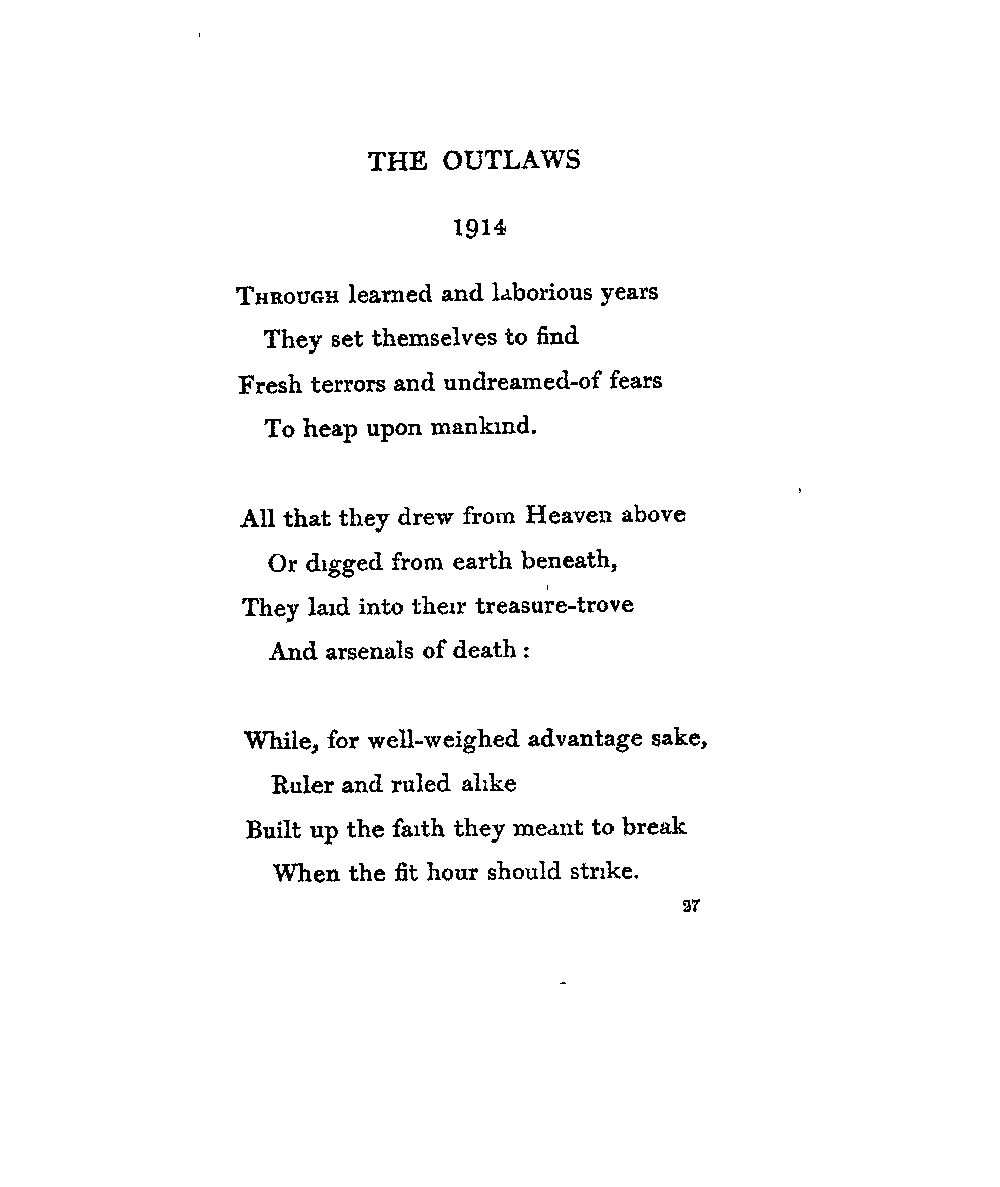 THE OUTLAWS
1914
THROUGH learned and laborious years
They set themselves to find
Fresh terrors and undreamed-of fears
To heap upon mankind.
All that they drew from Heaven above
Or digged from earth beneath,
They laid into their treasure-trove
And arsenals of death :
While, for well-weighed advantage sake,
Ruler and ruled alike
Built up the faith they meant to break
When the fit hour should strike.
27